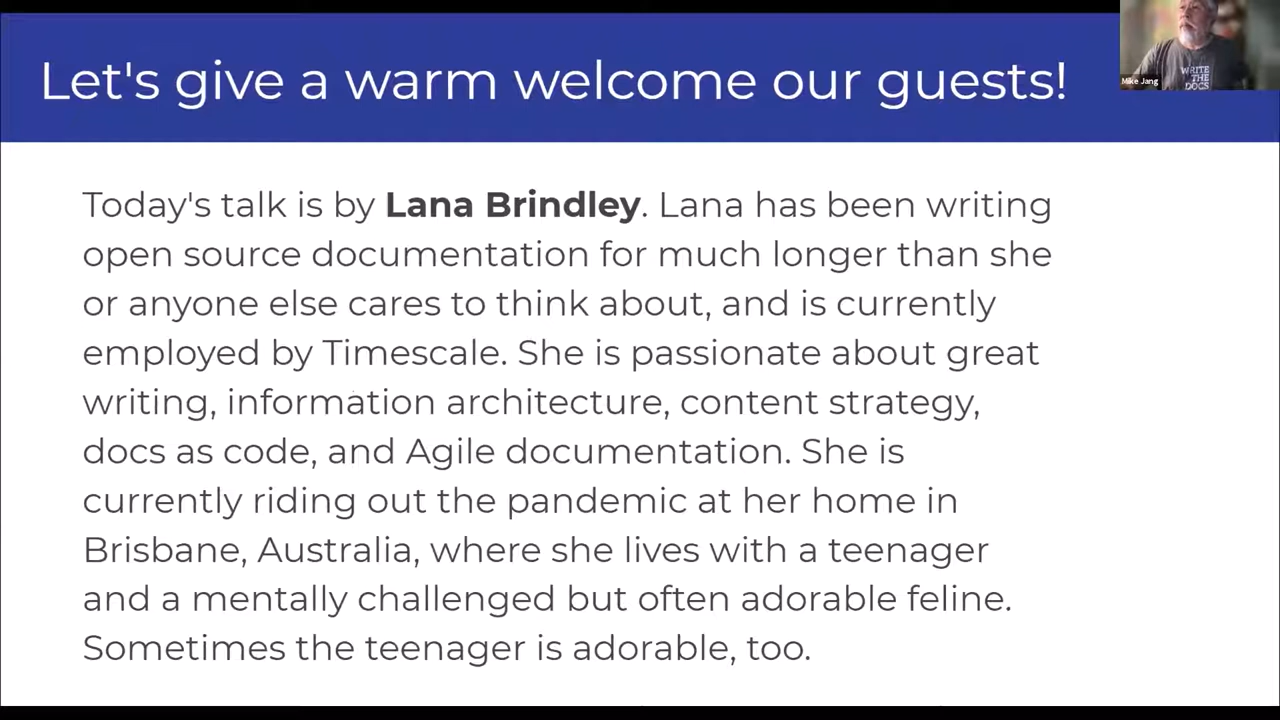 Let's give a warm welcome our guests!
Mike Jang
WRITE
THE
DOCS
Today's talk is by Lana Brindley. Lana has been writing
open source documentation for much longer than she
or anyone else cares to think about, and is currently
employed by Timescale. She is passionate about great
writing, information architecture, content strategy,
docs as code, and Agile documentation. She is
currently riding out the pandemic at her home in
Brisbane, Australia, where she lives with a teenager
and a mentally challenged but often adorable feline.
Sometimes the teenager is adorable, too.